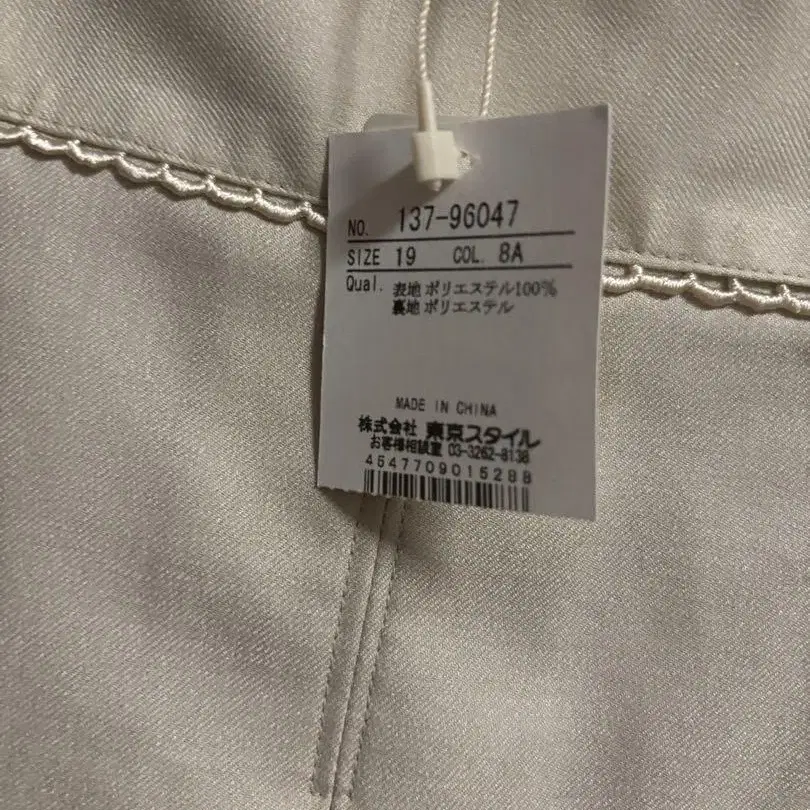 NO. 137-96047
SIZE 19 COL. 8A
Qual. 表地 ポリエステル100%
裏地 ポリエステル
MADE IN CHINA
株式会社 東京スタイル
お客様相談室 03-3262-8138
4547709015288